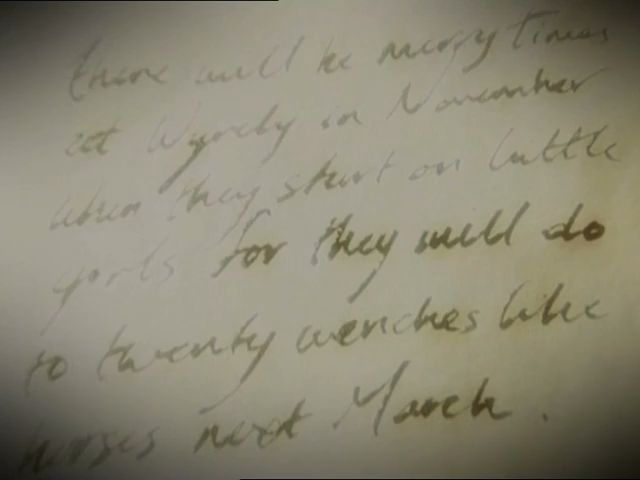 there will be merry times
at Wyrely in November
when they start on little
girls for they will do
to twenty wenches like
horses next March.